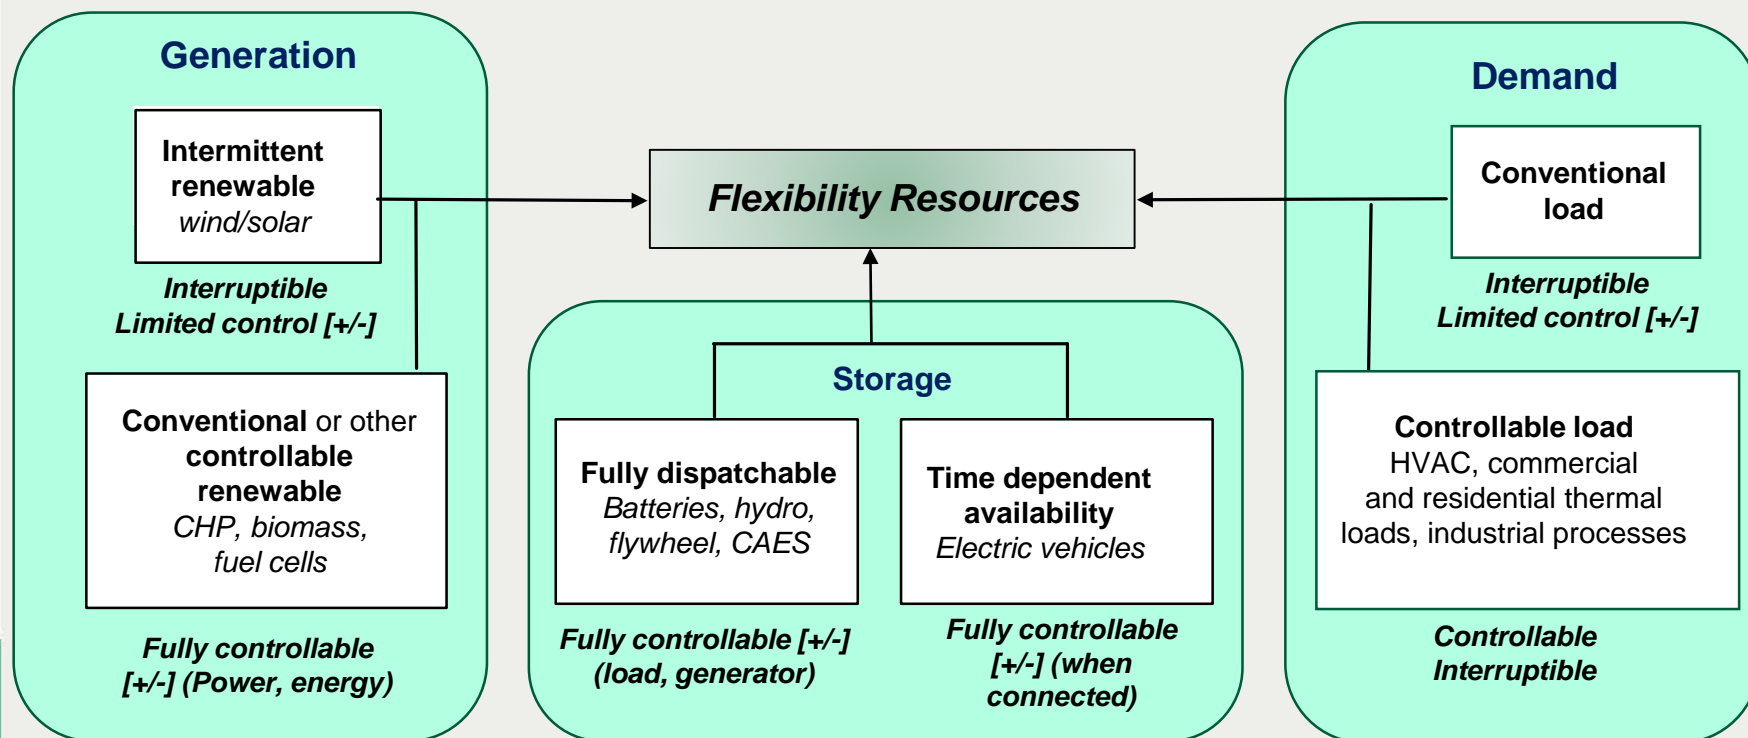 Generation
Intermittent
renewable
wind/solar
Interruptible
Limited control [+/-]
Conventional or other
controllable
renewable
CHP, biomass,
fuel cells
Fully controllable
[+/-] (Power, energy)
Flexibility Resources
Storage
Fully dispatchable
Batteries, hydro,
flywheel, CAES
Fully controllable [+/-]
(load, generator)
Time dependent
availability
Electric vehicles
Fully controllable
[+/-] (when
connected)
Demand
Conventional
load
Interruptible
Limited control [+/-]
Controllable load
HVAC, commercial
and residential thermal
loads, industrial processes
Controllable
Interruptible